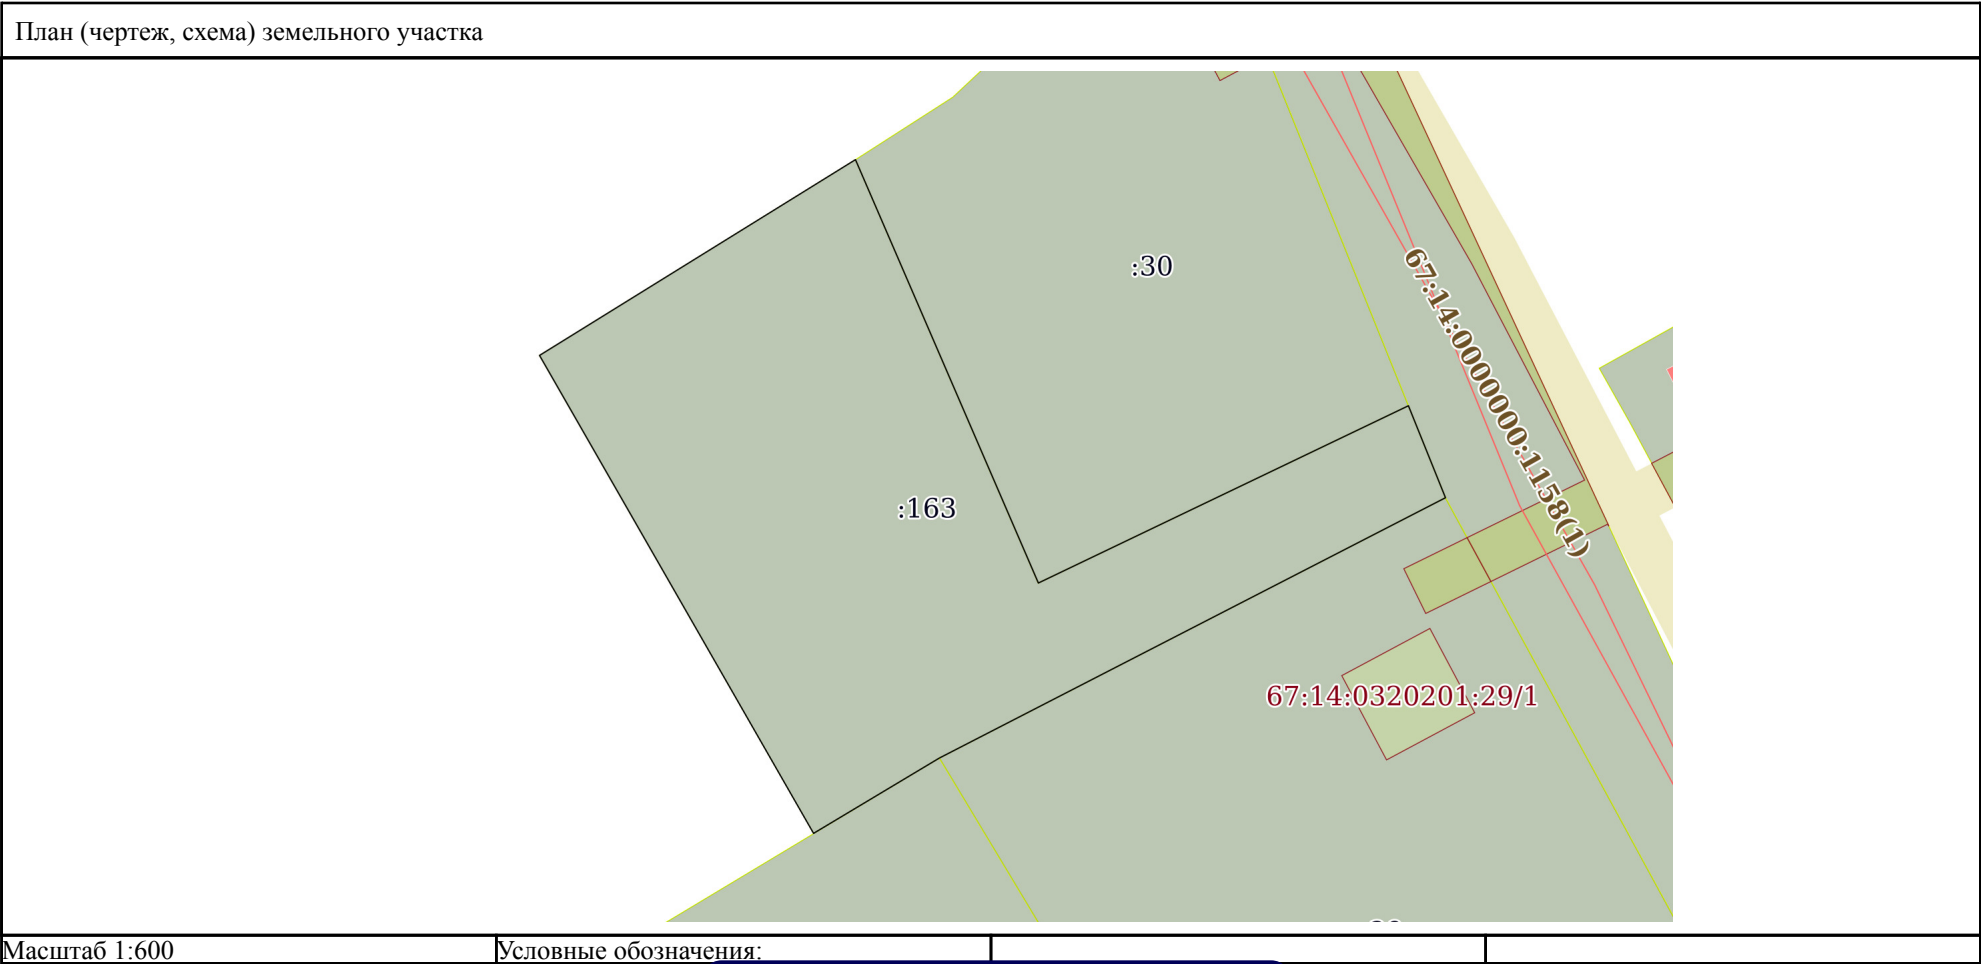 План (чертеж, схема) земельного участка
:30
67:14:0000000:1158(1)
:163
67:14:0320201:29/1
Масштаб 1:600
Условные обозначения: